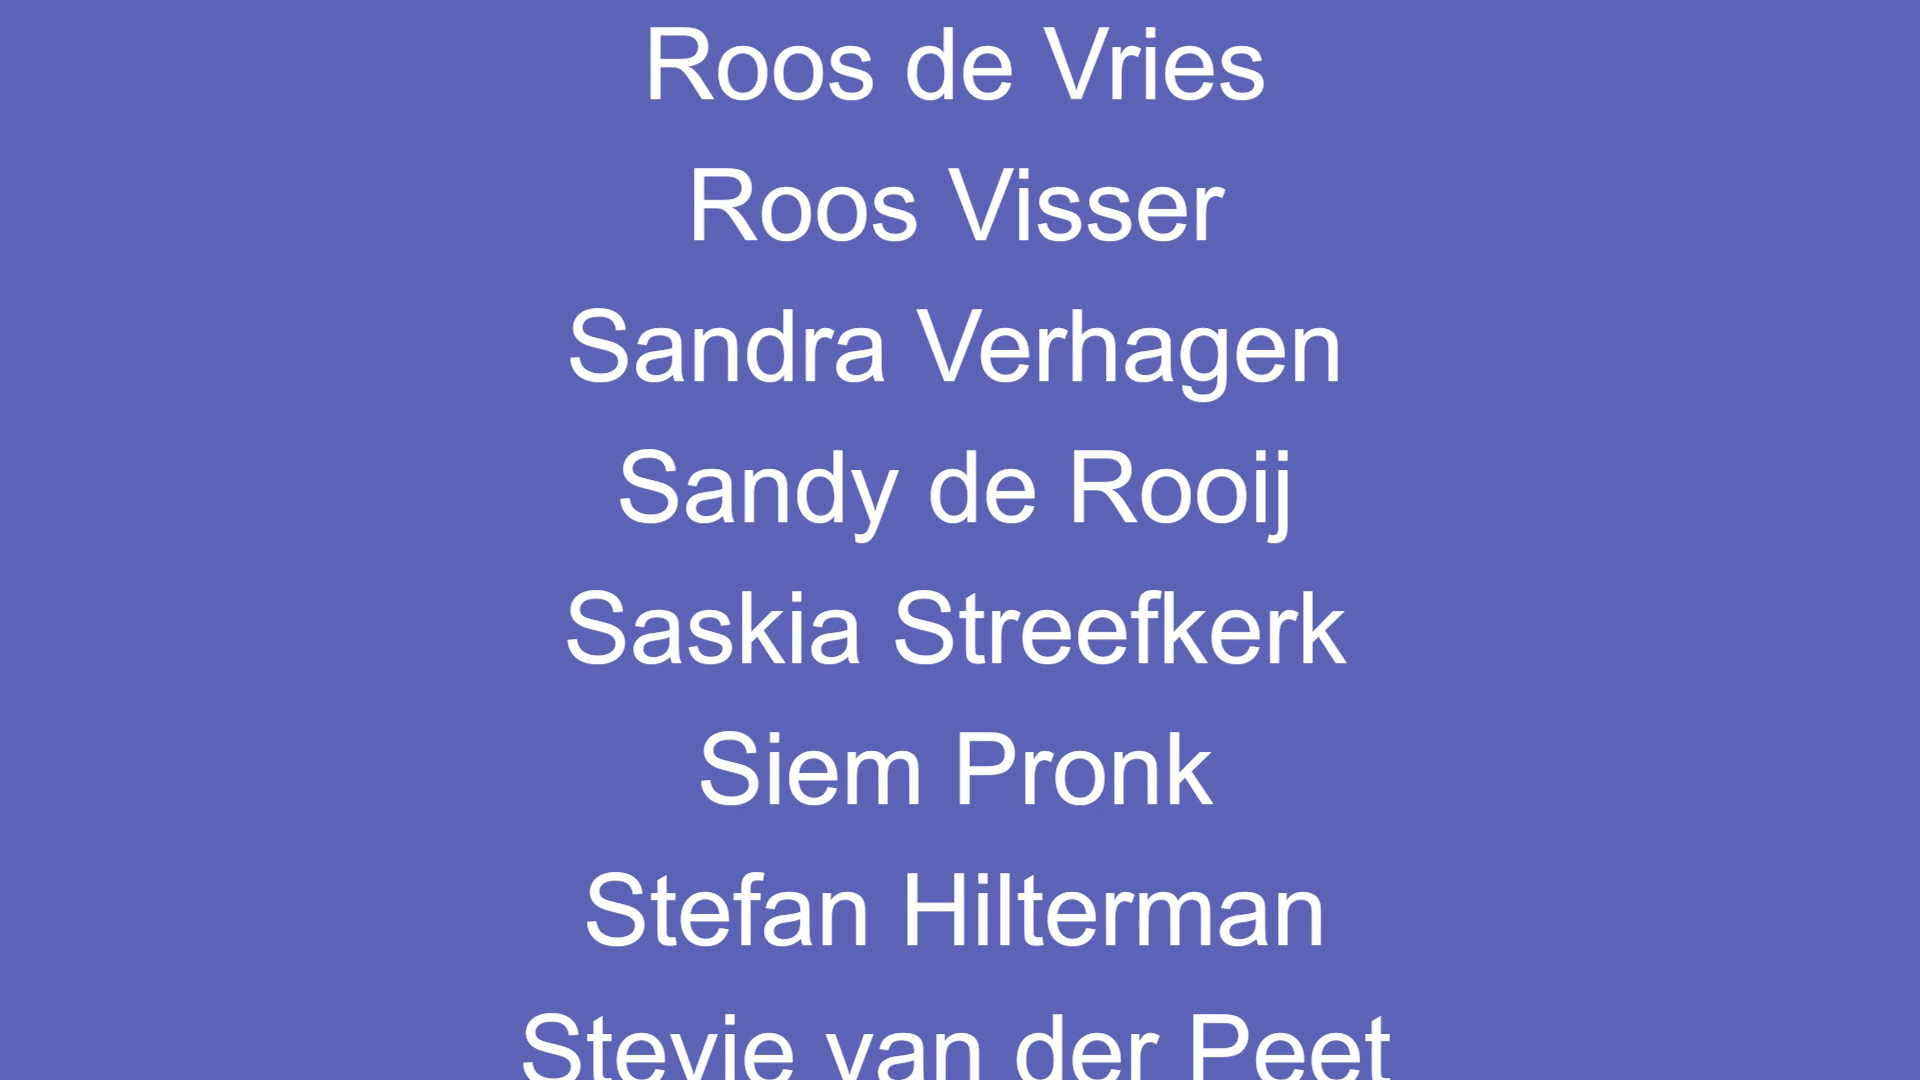 Roos de Vries
Roos Visser
Sandra Verhagen
Sandy de Rooij
Saskia Streefkerk
Siem Pronk
Stefan Hilterman
Stevie van der Peet